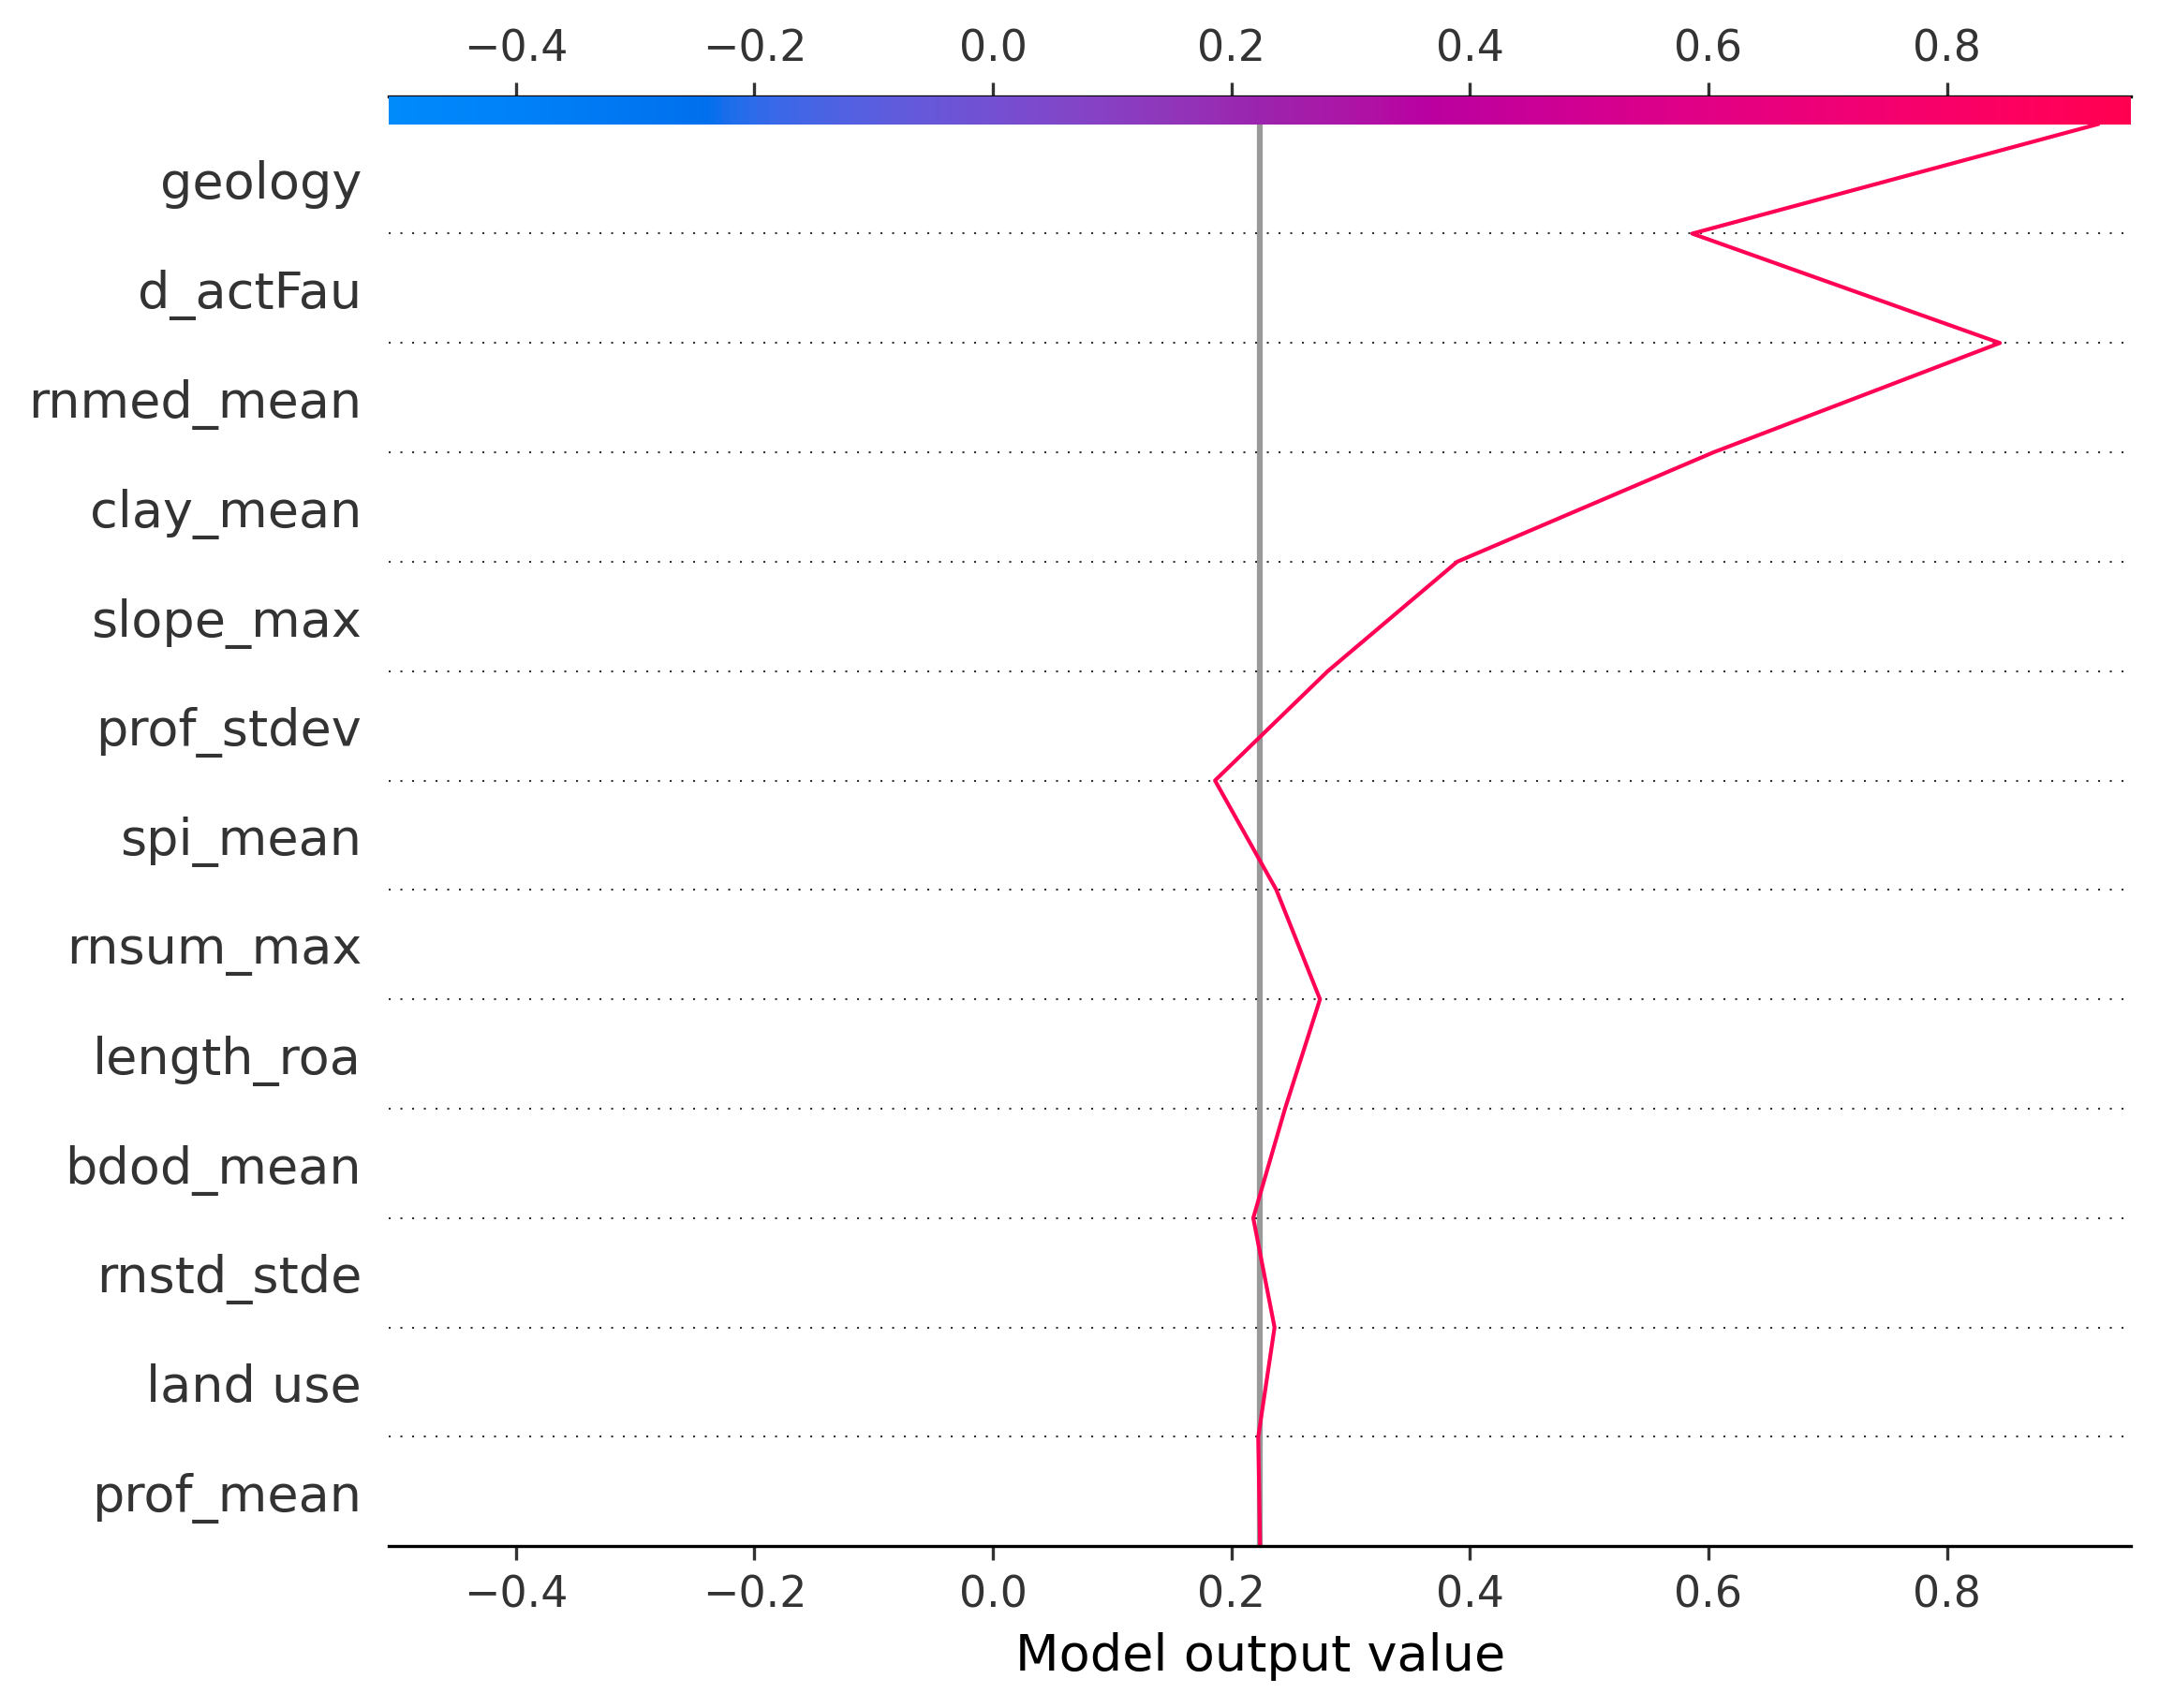 −0.4 −0.2 0.0 0.2 0.4 0.6 0.8
geology
d_actFau
rnmed_mean
clay_mean
slope_max
prof_stdev
spi_mean
rnsum_max
length_roa
bdod_mean
rnstd_stde
land use
prof_mean
−0.4 −0.2 0.0 0.2 0.4 0.6 0.8
Model output value